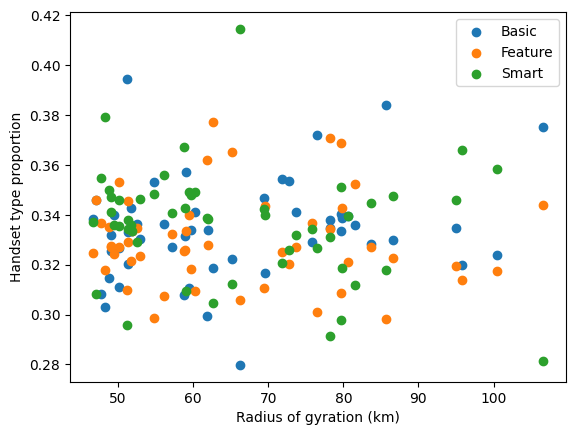 0.42
0.40
0.38
0.36
0.34
0.32
0.30
0.28
Handset type proportion
Basic
Feature
Smart
50 60 70 80 90 100
Radius of gyration (km)